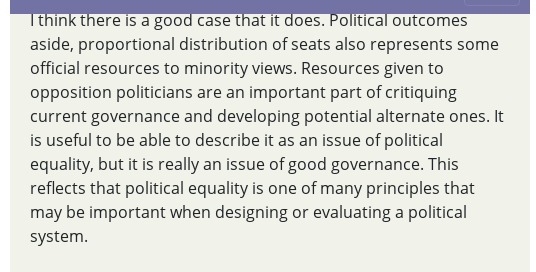 I think there is a good case that it does. Political outcomes
aside, proportional distribution of seats also represents some
official resources to minority views. Resources given to
opposition politicians are an important part of critiquing
current governance and developing potential alternate ones. It
is useful to be able to describe it as an issue of political
equality, but it is really an issue of good governance. This
reflects that political equality is one of many principles that
may be important when designing or evaluating a political
system.